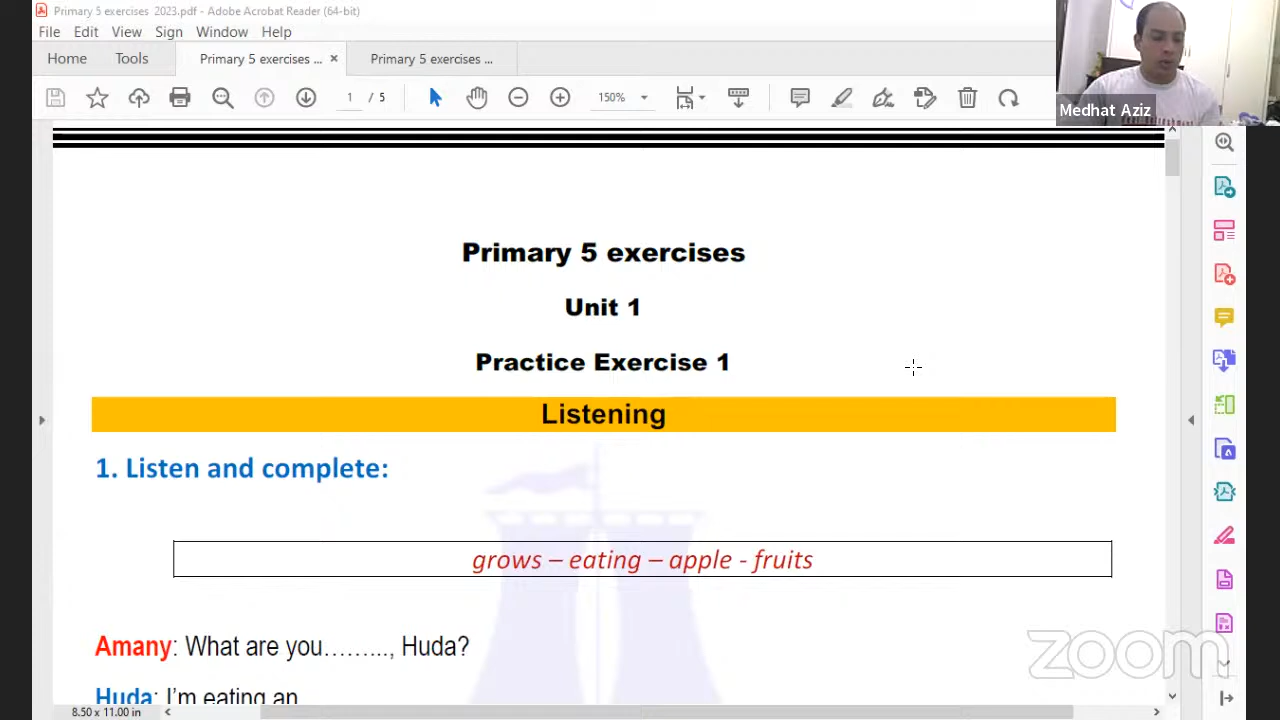 Primary 5 exercises 2023.pdf - Adobe Acrobat Reader (64-bit)
File Edit View Sign Window Help
Home Tools Primary 5 exercises ... × Primary 5 exercises ...
1 / 5 150%
Medhat Aziz
Primary 5 exercises
Unit 1
Practice Exercise 1
Listening
1. Listen and complete:
grows – eating – apple - fruits
Amany: What are you………, Huda?
Huda: I'm eating an
zoom
8.50 x 11.00 in